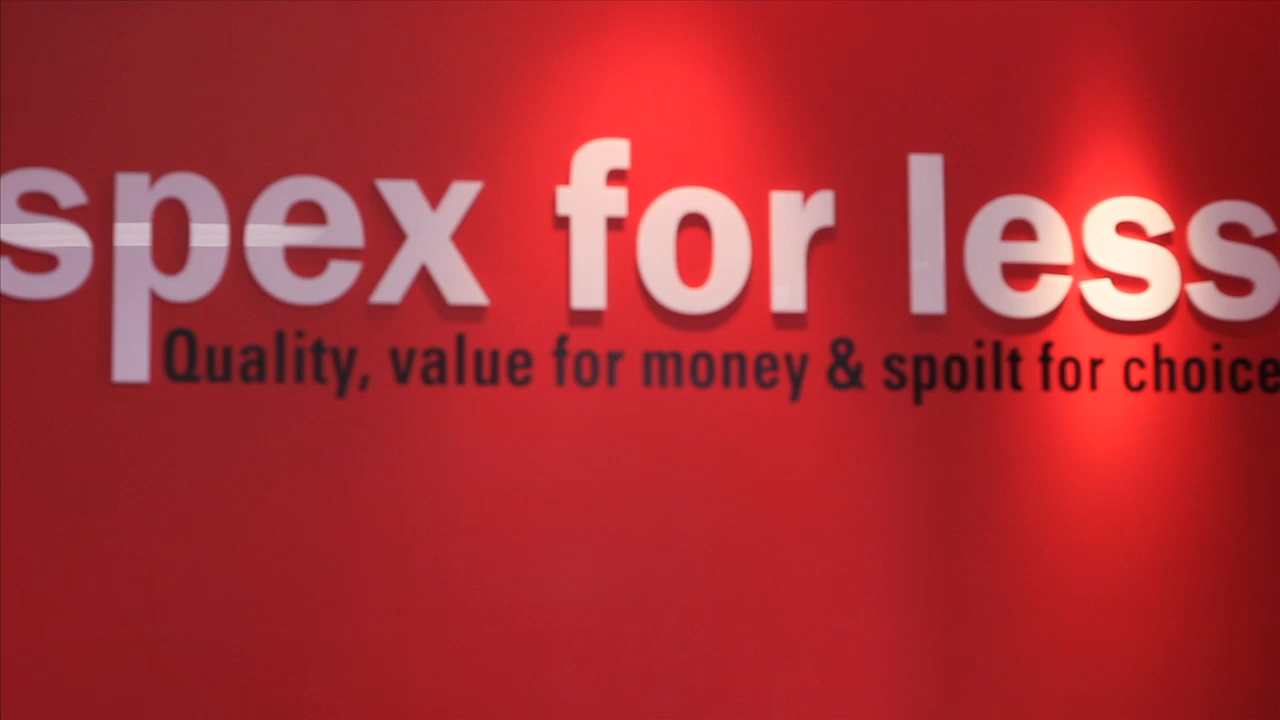 spex for less
Quality, value for money & spoilt for choice